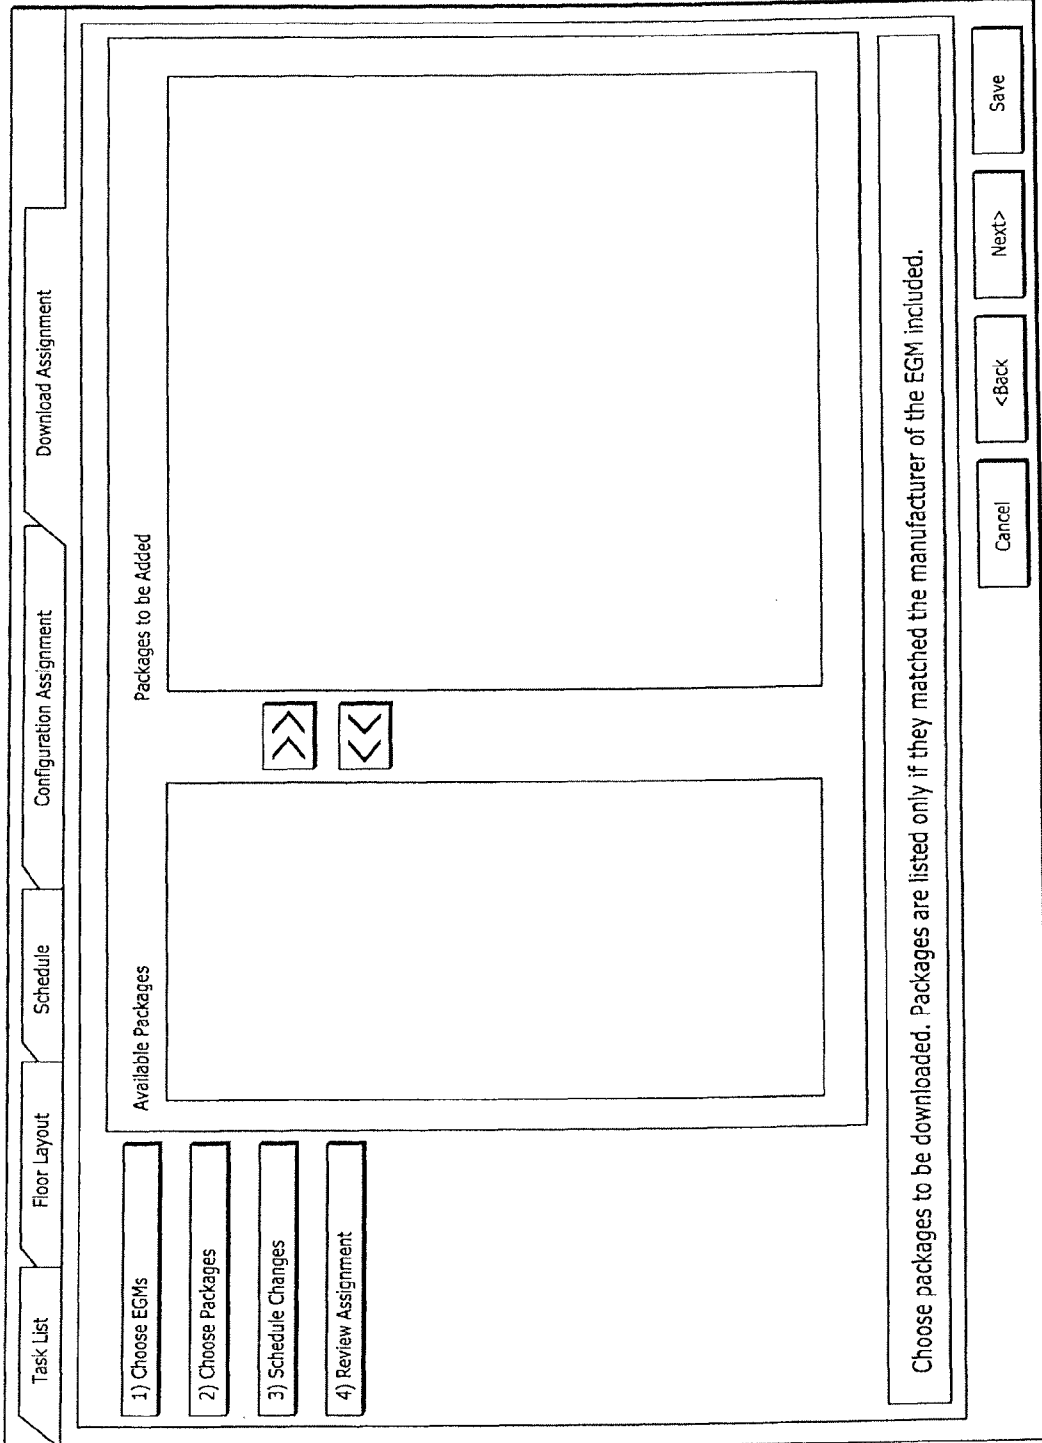 Task List
Floor Layout
Schedule
Configuration Assignment
Download Assignment
1) Choose EGMs
2) Choose Packages
3) Schedule Changes
4) Review Assignment
Available Packages
>>
<<
Packages to be Added
Choose packages to be downloaded. Packages are listed only if they matched the manufacturer of the EGM included.
Cancel
<Back
Next>
Save